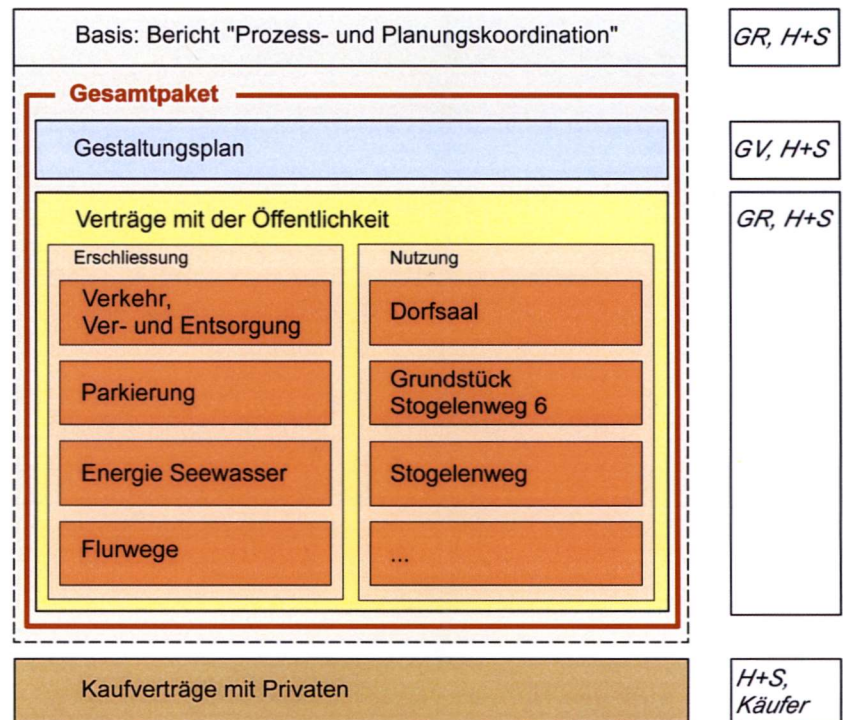 Basis: Bericht "Prozess- und Planungskoordination"
GR, H+S
Gesamtpaket
Gestaltungsplan
GV, H+S
Verträge mit der Öffentlichkeit
GR, H+S
Erschliessung
Verkehr,
Ver- und Entsorgung
Parkierung
Energie Seewasser
Flurwege
Nutzung
Dorfsaal
Grundstück
Stogelenweg 6
Stogelenweg
...
Kaufverträge mit Privaten
H+S,
Käufer